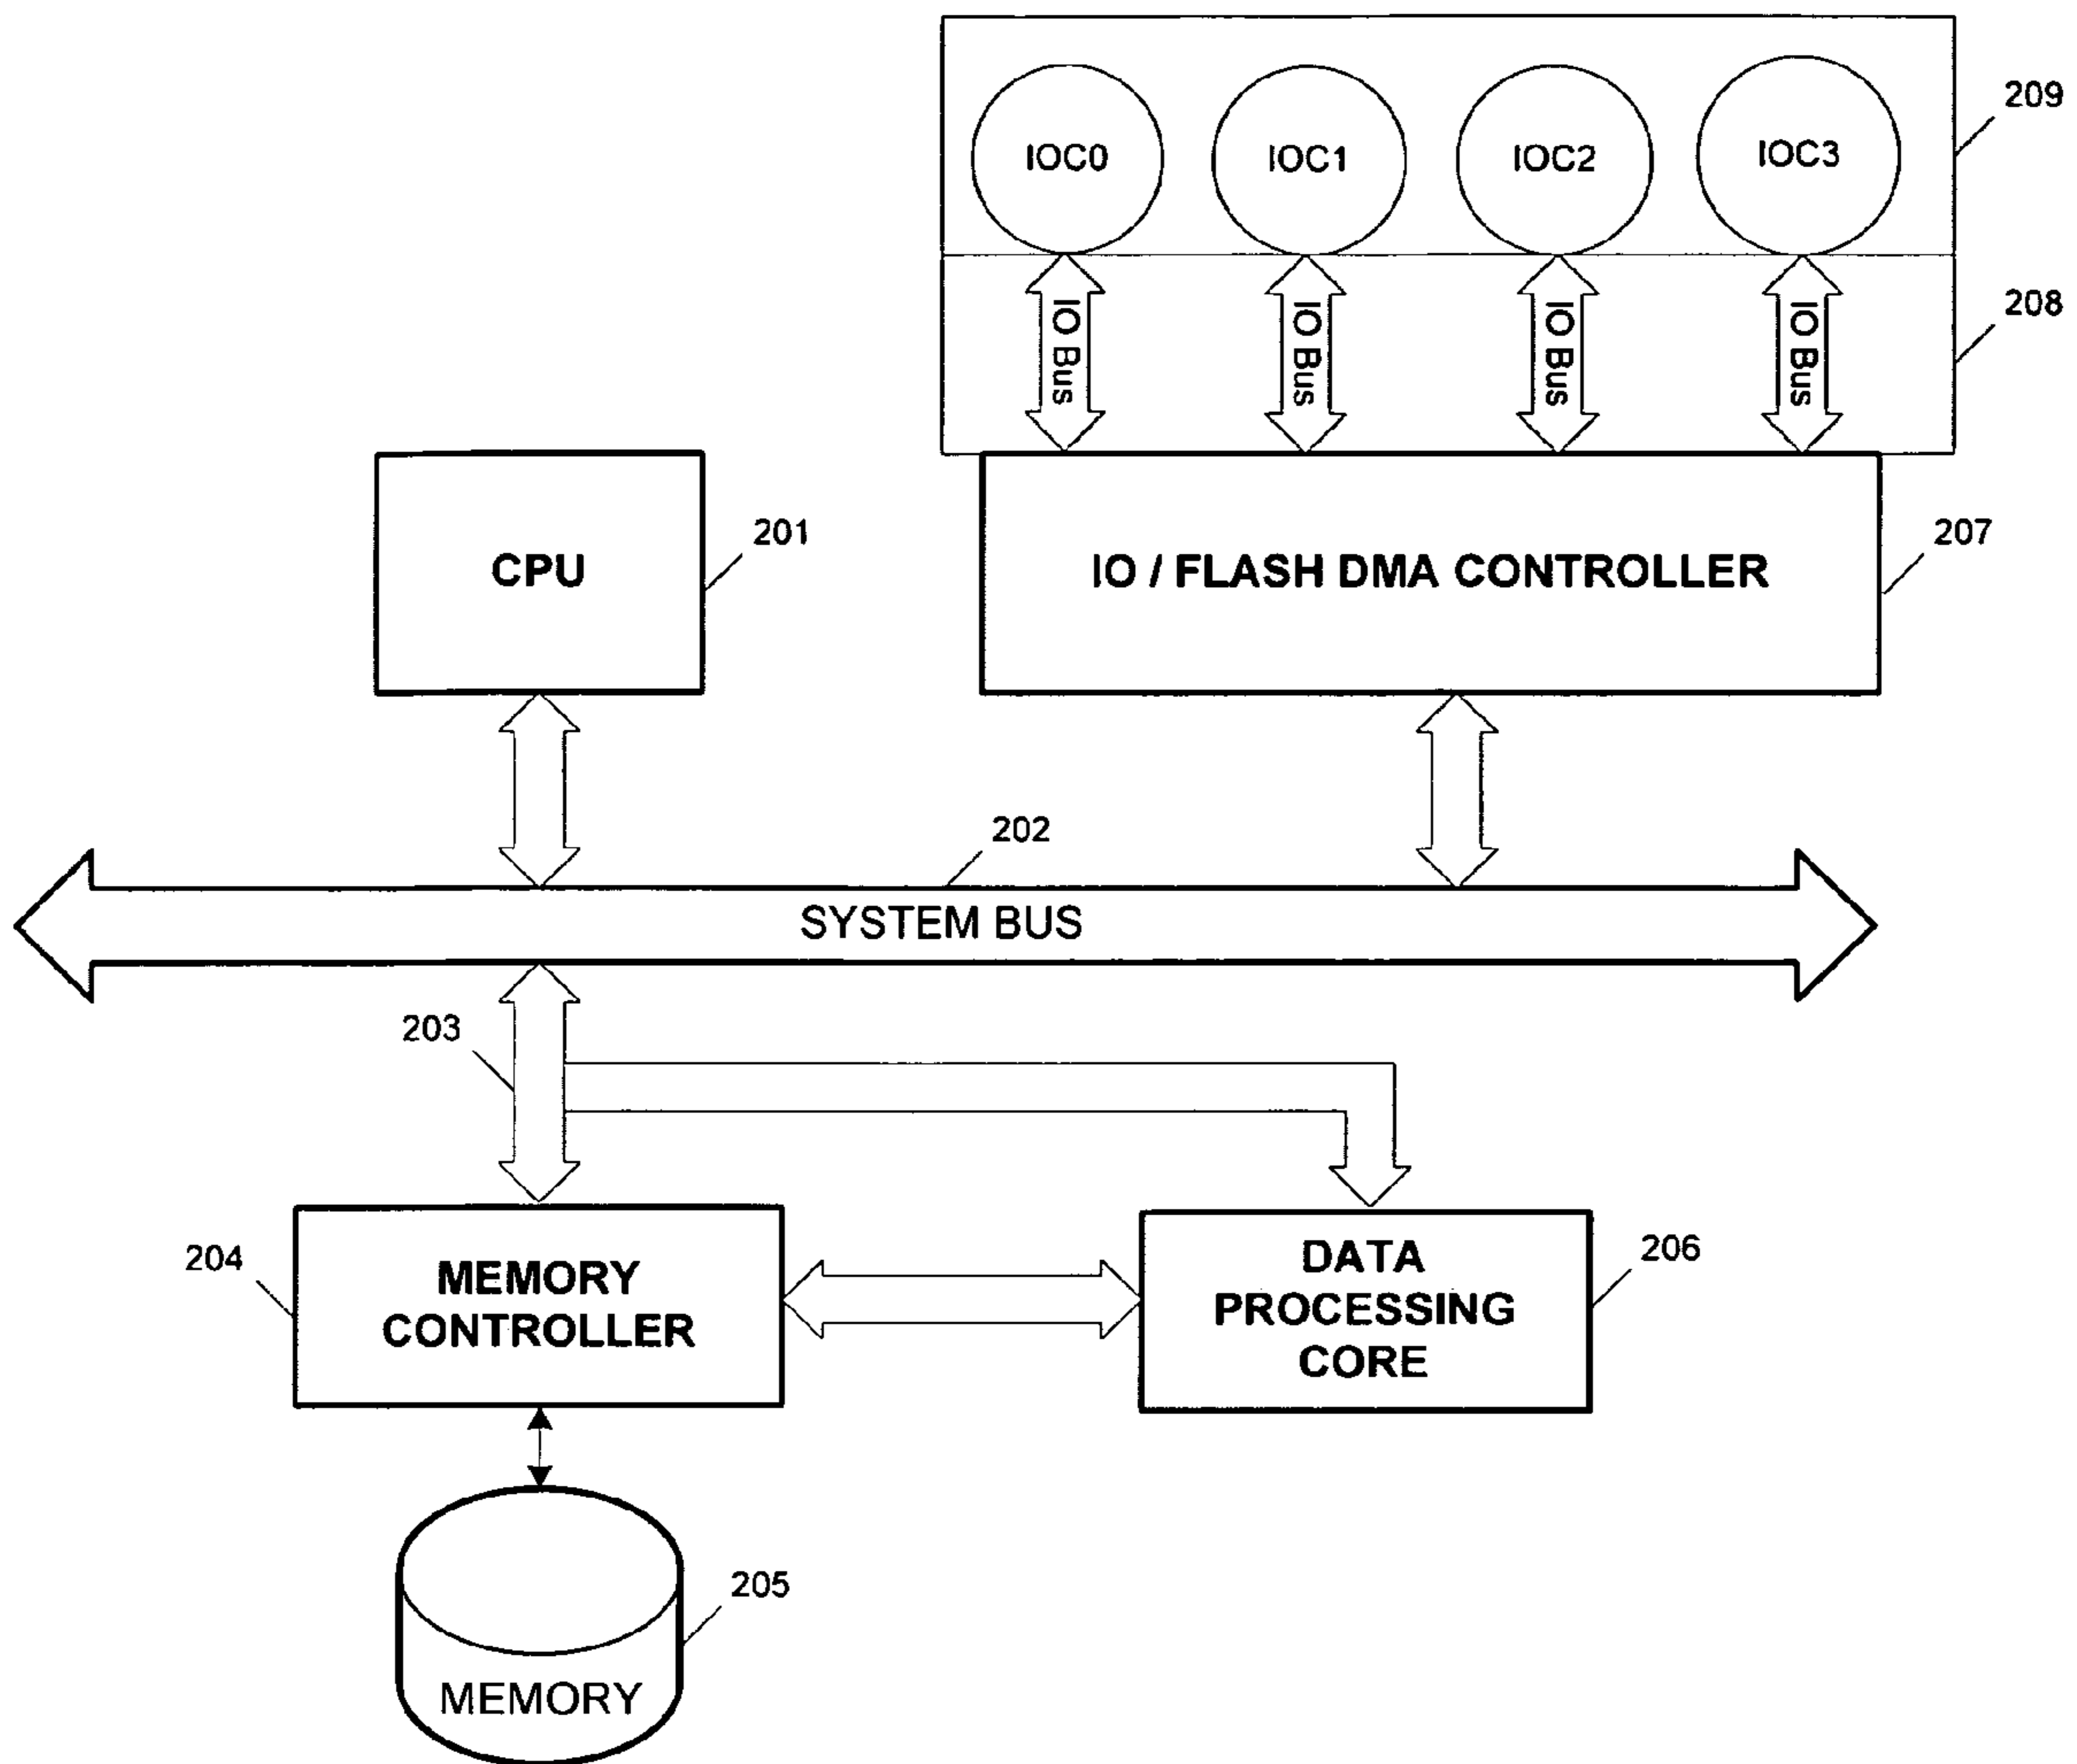 209
IOC0
IOC1
IOC2
IOC3
208
IO Bus
IO Bus
IO Bus
IO Bus
201
CPU
207
IO / FLASH DMA CONTROLLER
202
SYSTEM BUS
203
204
MEMORY
CONTROLLER
206
DATA
PROCESSING
CORE
205
MEMORY